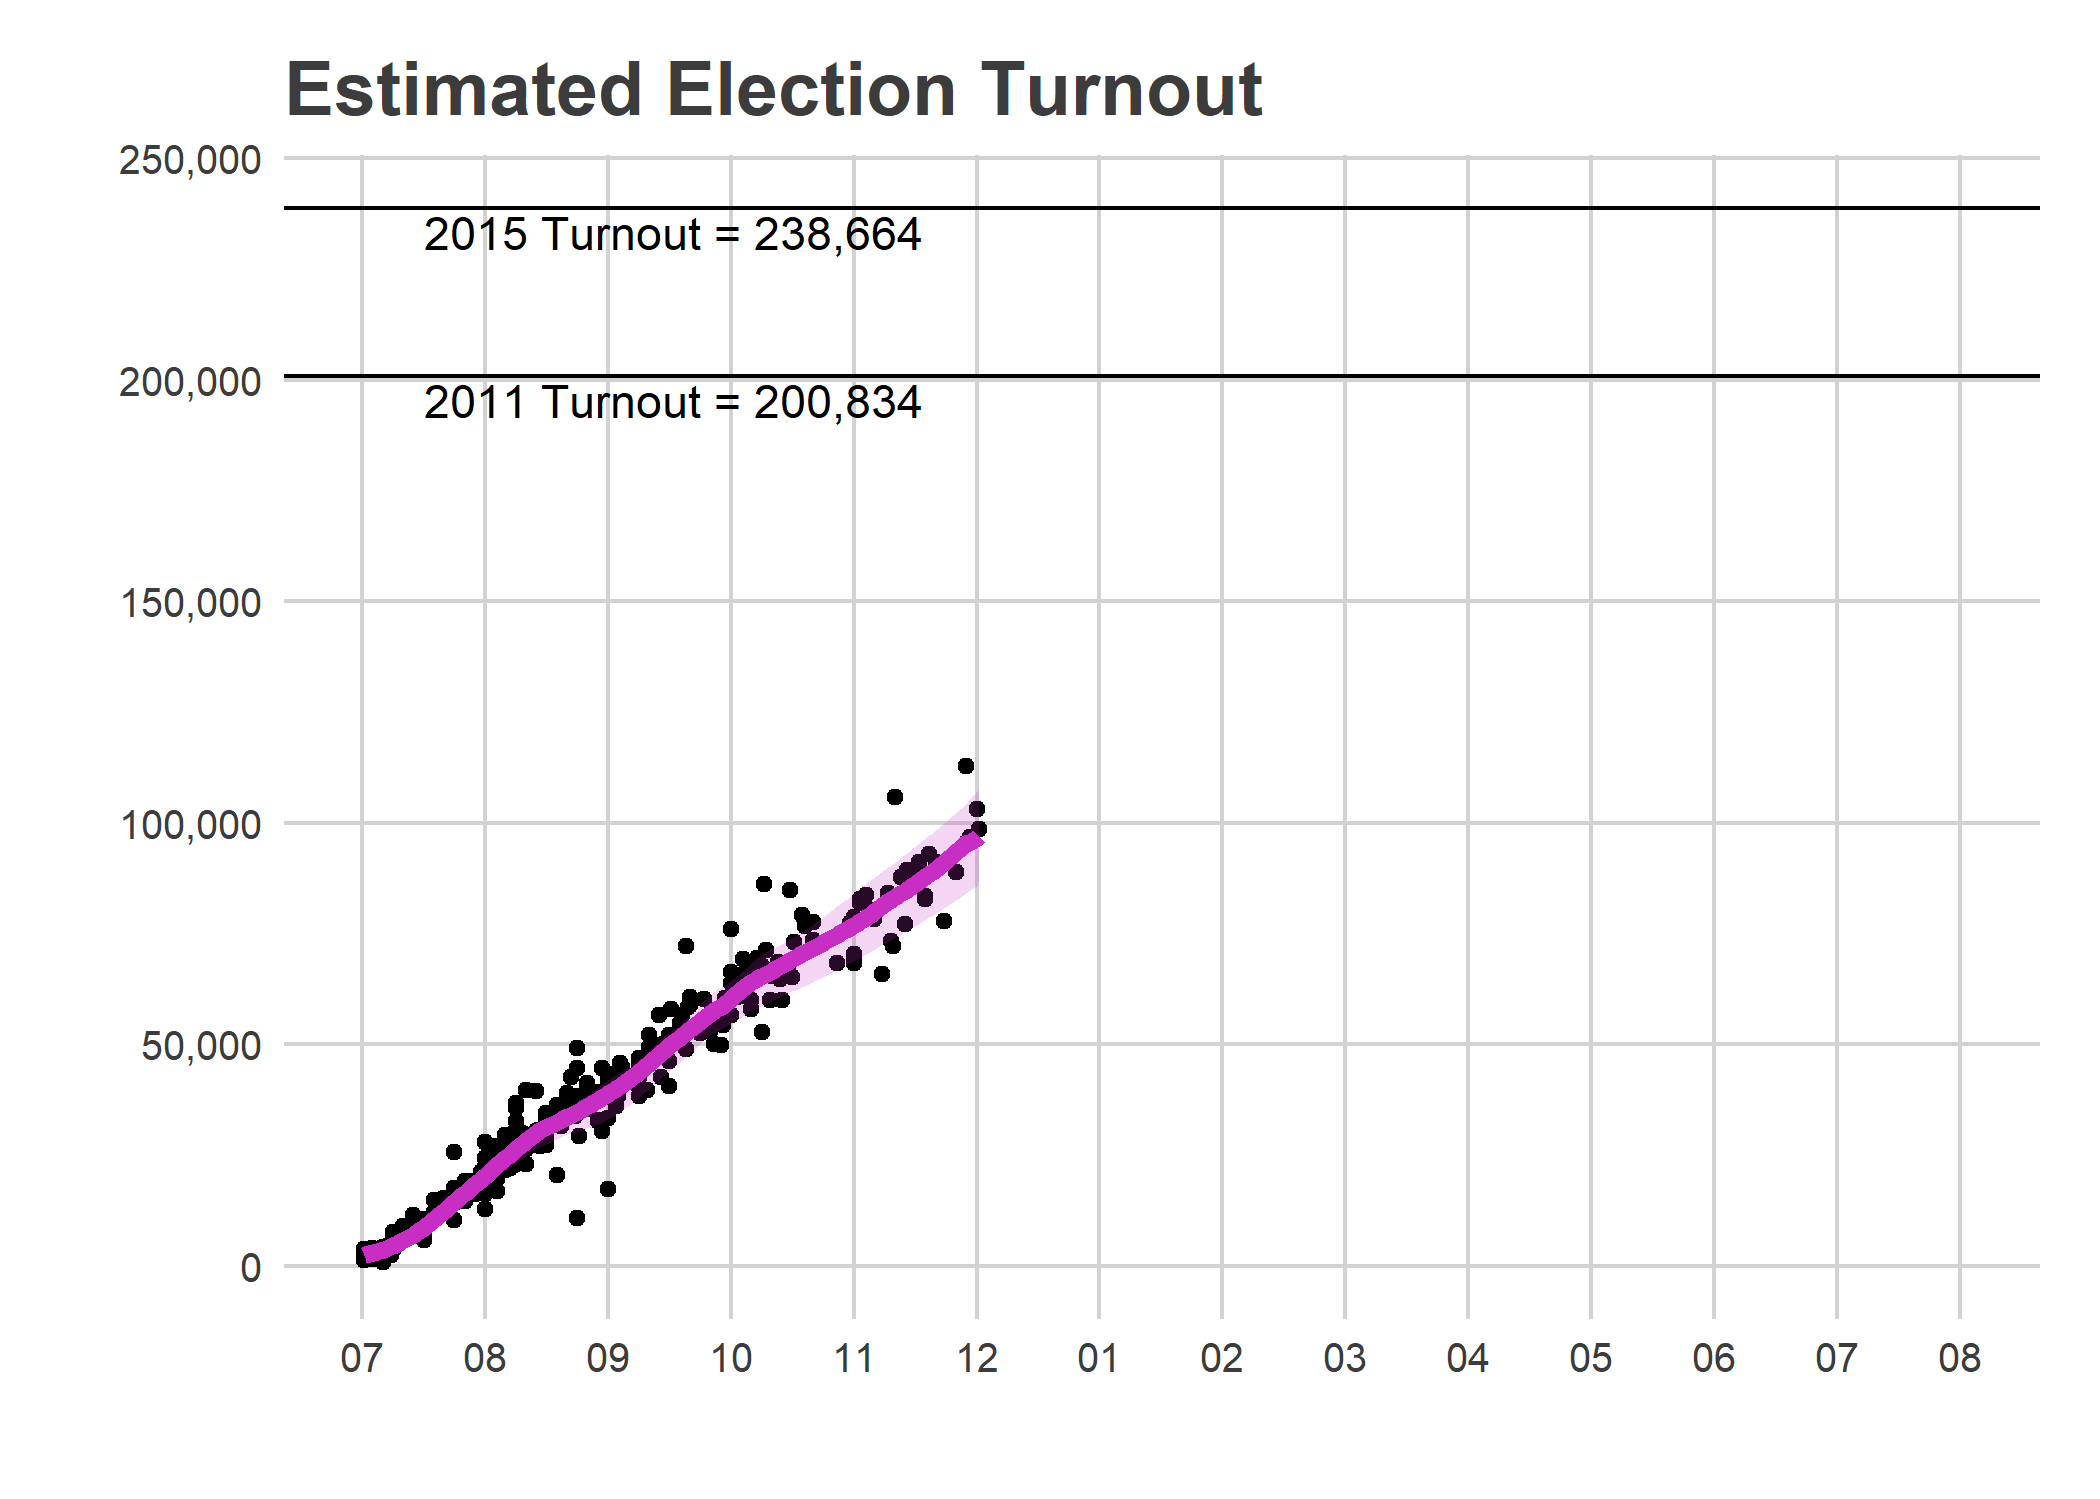 Estimated Election Turnout
250,000
2015 Turnout = 238,664
200,000
2011 Turnout = 200,834
150,000
100,000
50,000
0
07 08 09 10 11 12 01 02 03 04 05 06 07 08